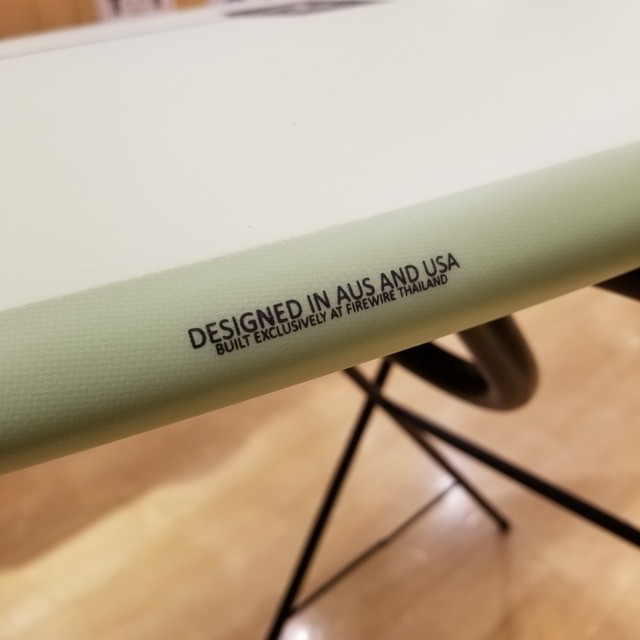 DESIGNED IN AUS AND USA
BUILT EXCLUSIVELY AT FIREWIRE THAILAND